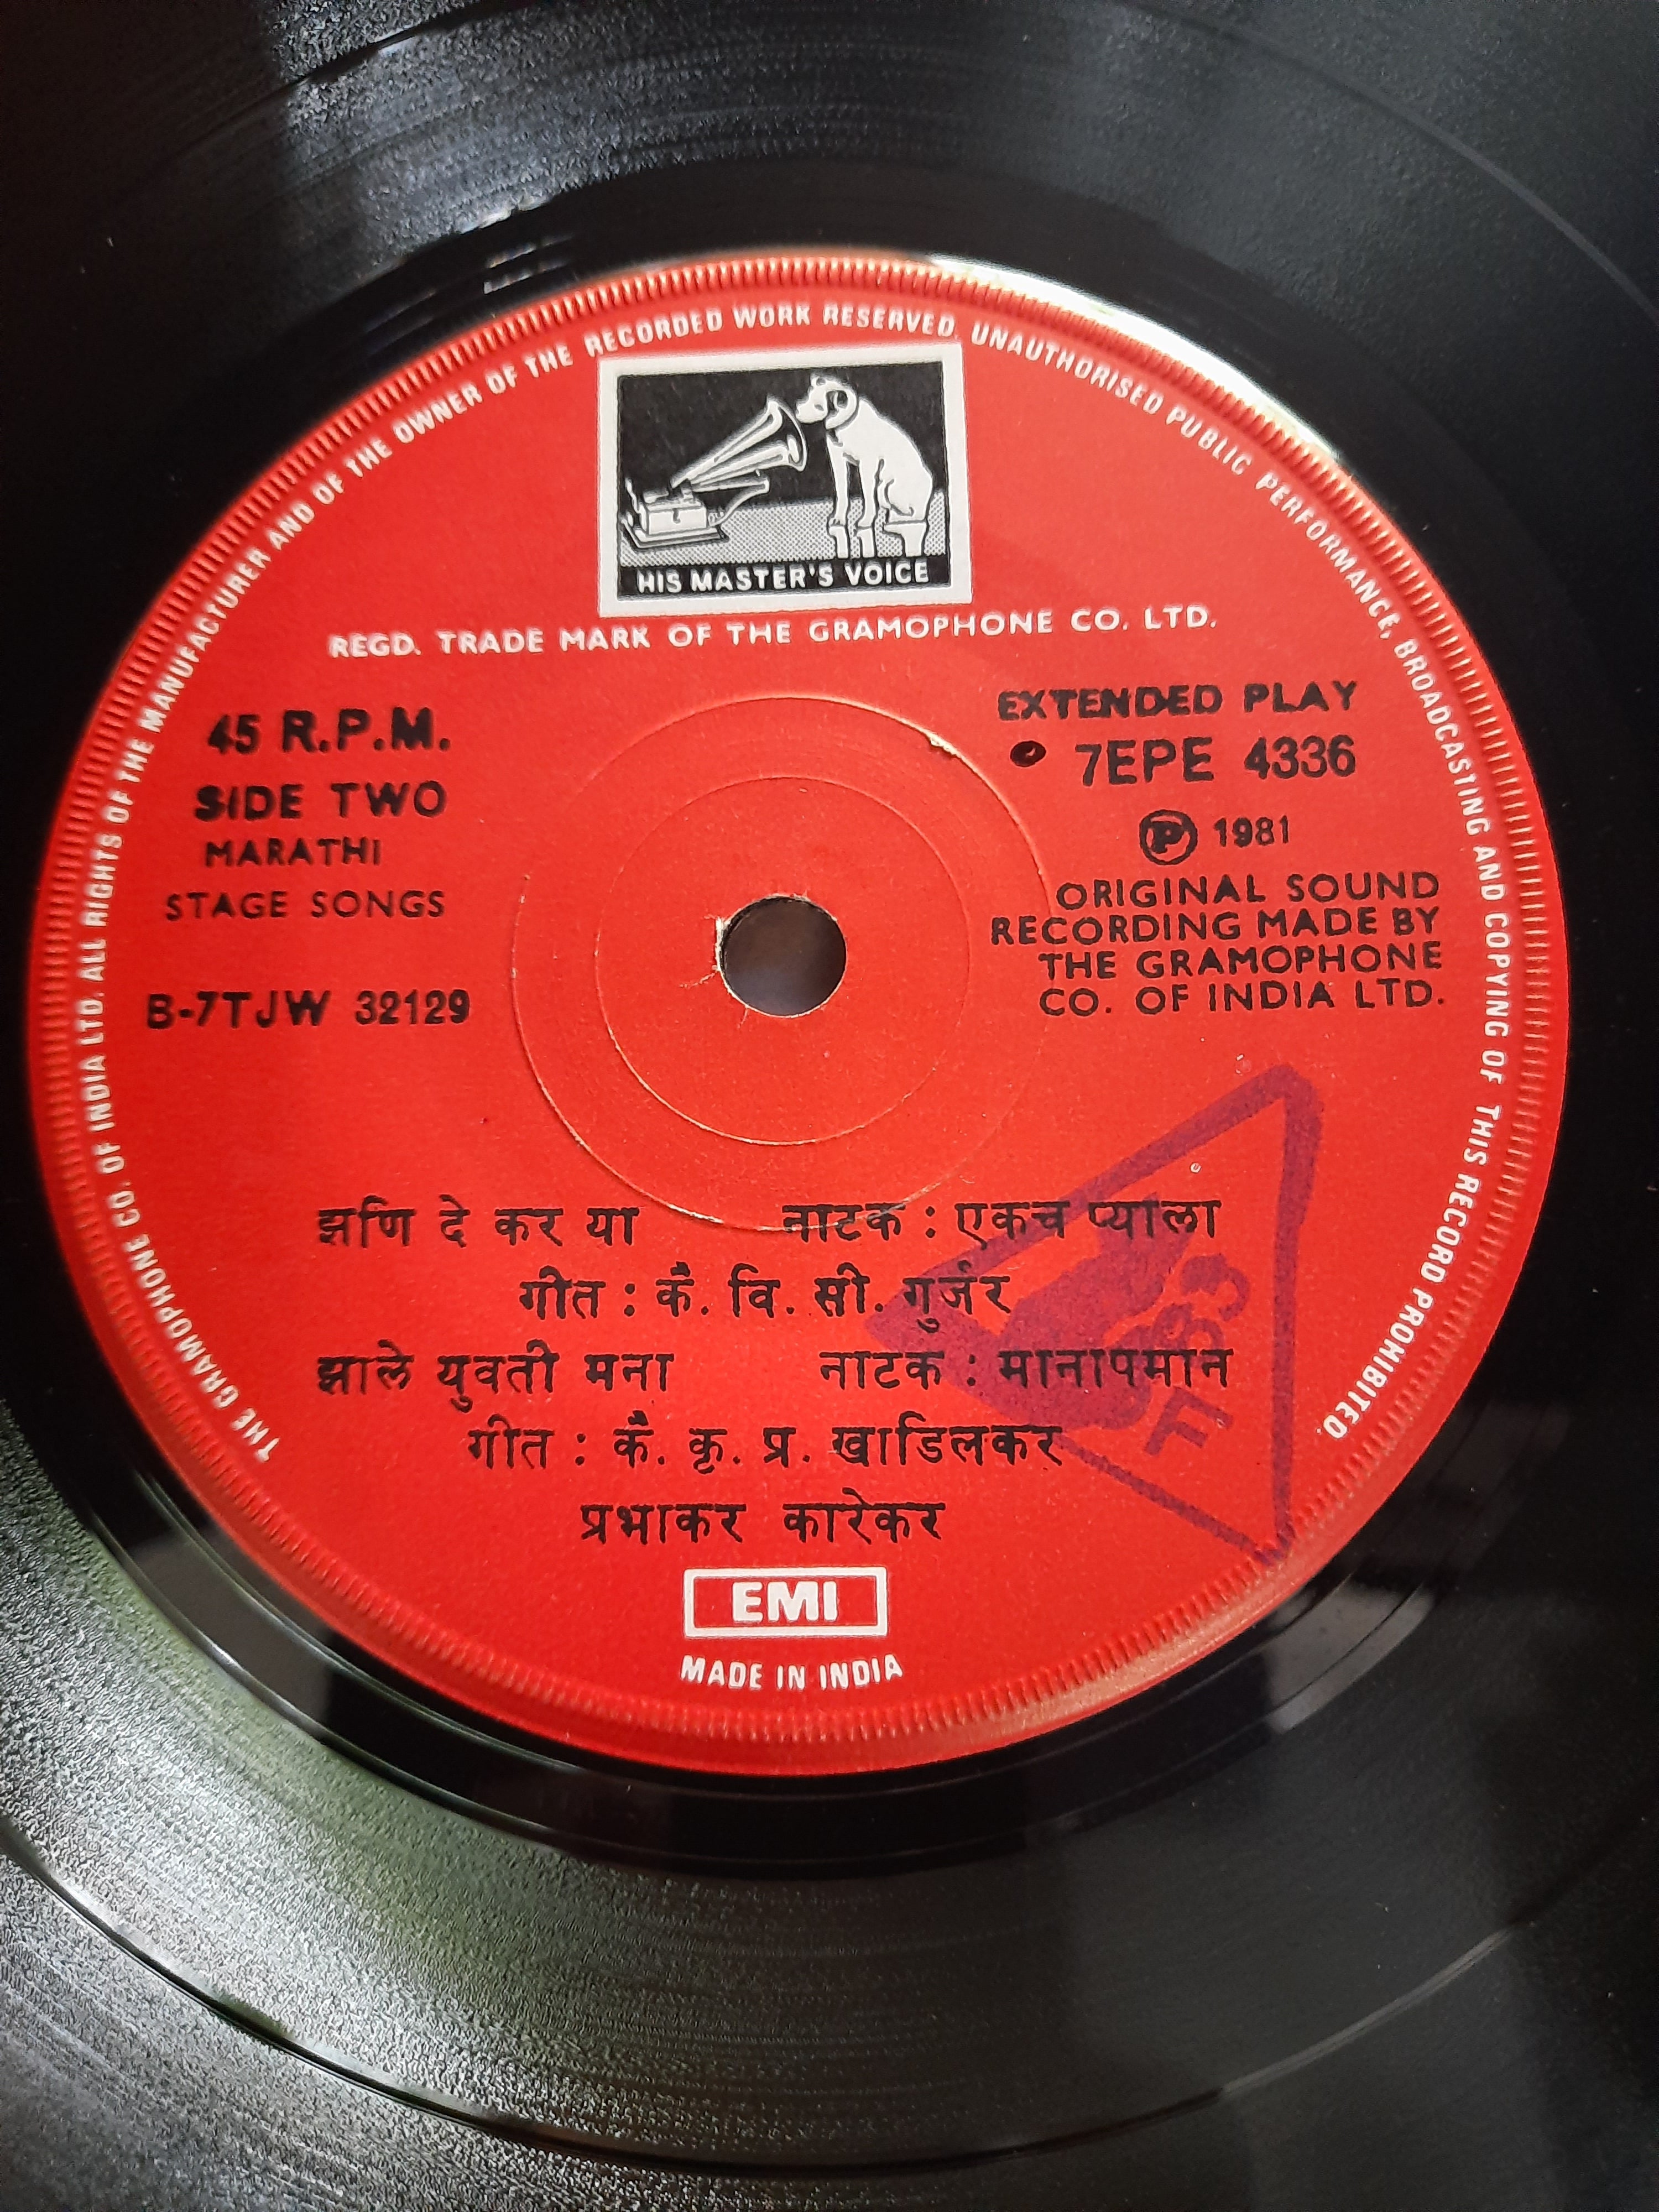 THE GRAMOPHONE CO. OF INDIA LTD. ALL RIGHTS OF THE MANUFACTURER AND OF THE OWNER OF THE RECORDED WORK RESERVED. UNAUTHORISED PUBLIC PERFORMANCE, BROADCASTING AND COPYING OF THIS RECORD PROHIBITED.
HIS MASTER'S VOICE
REGD. TRADE MARK OF THE GRAMOPHONE CO. LTD.
45 R.P.M.
SIDE TWO
MARATHI
STAGE SONGS
B-7TJW 32129
EXTENDED PLAY
• 7EPE 4336
Ⓟ 1981
ORIGINAL SOUND
RECORDING MADE BY
THE GRAMOPHONE
CO. OF INDIA LTD.
झणि दे कर या नाटक : एकच प्याला
गीत : कै. वि. सी. गुर्जर
झाले युवती मना नाटक : मानापमान
गीत : कै. कृ. प्र. खाडिलकर
प्रभाकर कारेकर
EMI
MADE IN INDIA